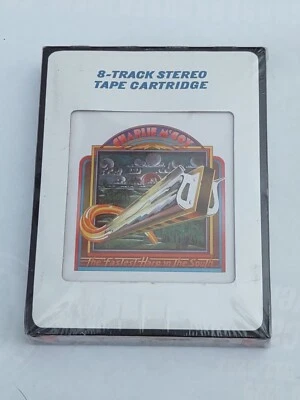 8-TRACK STEREO
TAPE CARTRIDGE
CHARLIE McCOY
The Fastest Harp in The South